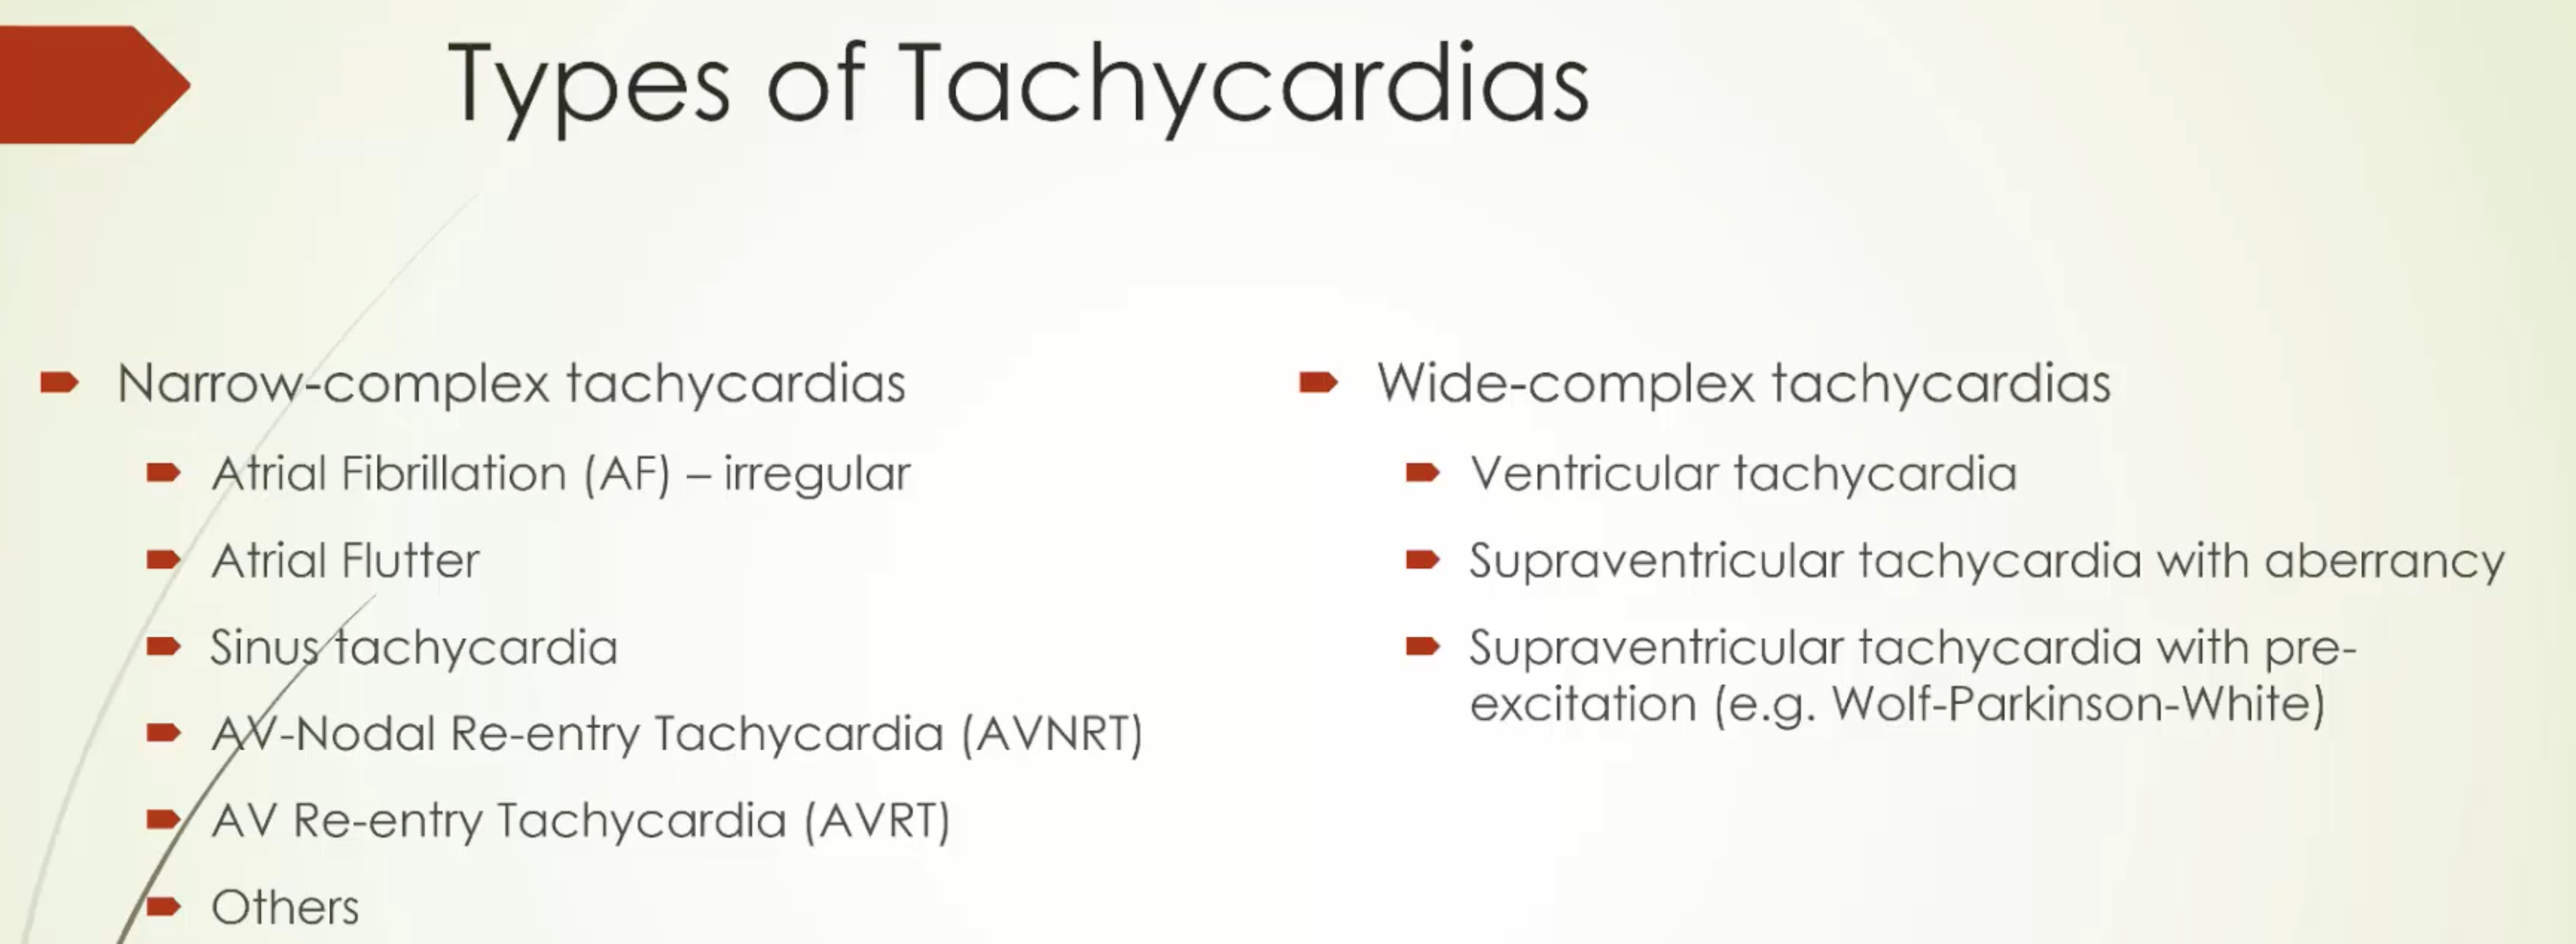 Types of Tachycardias
Narrow-complex tachycardias
Atrial Fibrillation (AF) – irregular
Atrial Flutter
Sinus tachycardia
AV-Nodal Re-entry Tachycardia (AVNRT)
AV Re-entry Tachycardia (AVRT)
Others
Wide-complex tachycardias
Ventricular tachycardia
Supraventricular tachycardia with aberrancy
Supraventricular tachycardia with pre-
excitation (e.g. Wolf-Parkinson-White)